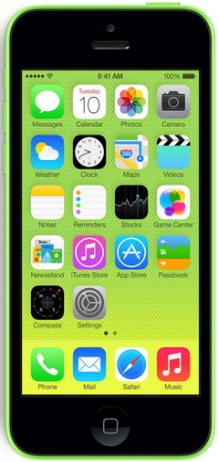 9:41 AM 100%
Tuesday
10
Messages Calendar Photos Camera
Weather Clock Maps Videos
Notes Reminders Stocks Game Center
Newsstand iTunes Store App Store Passbook
Compass Settings
Phone Mail Safari Music